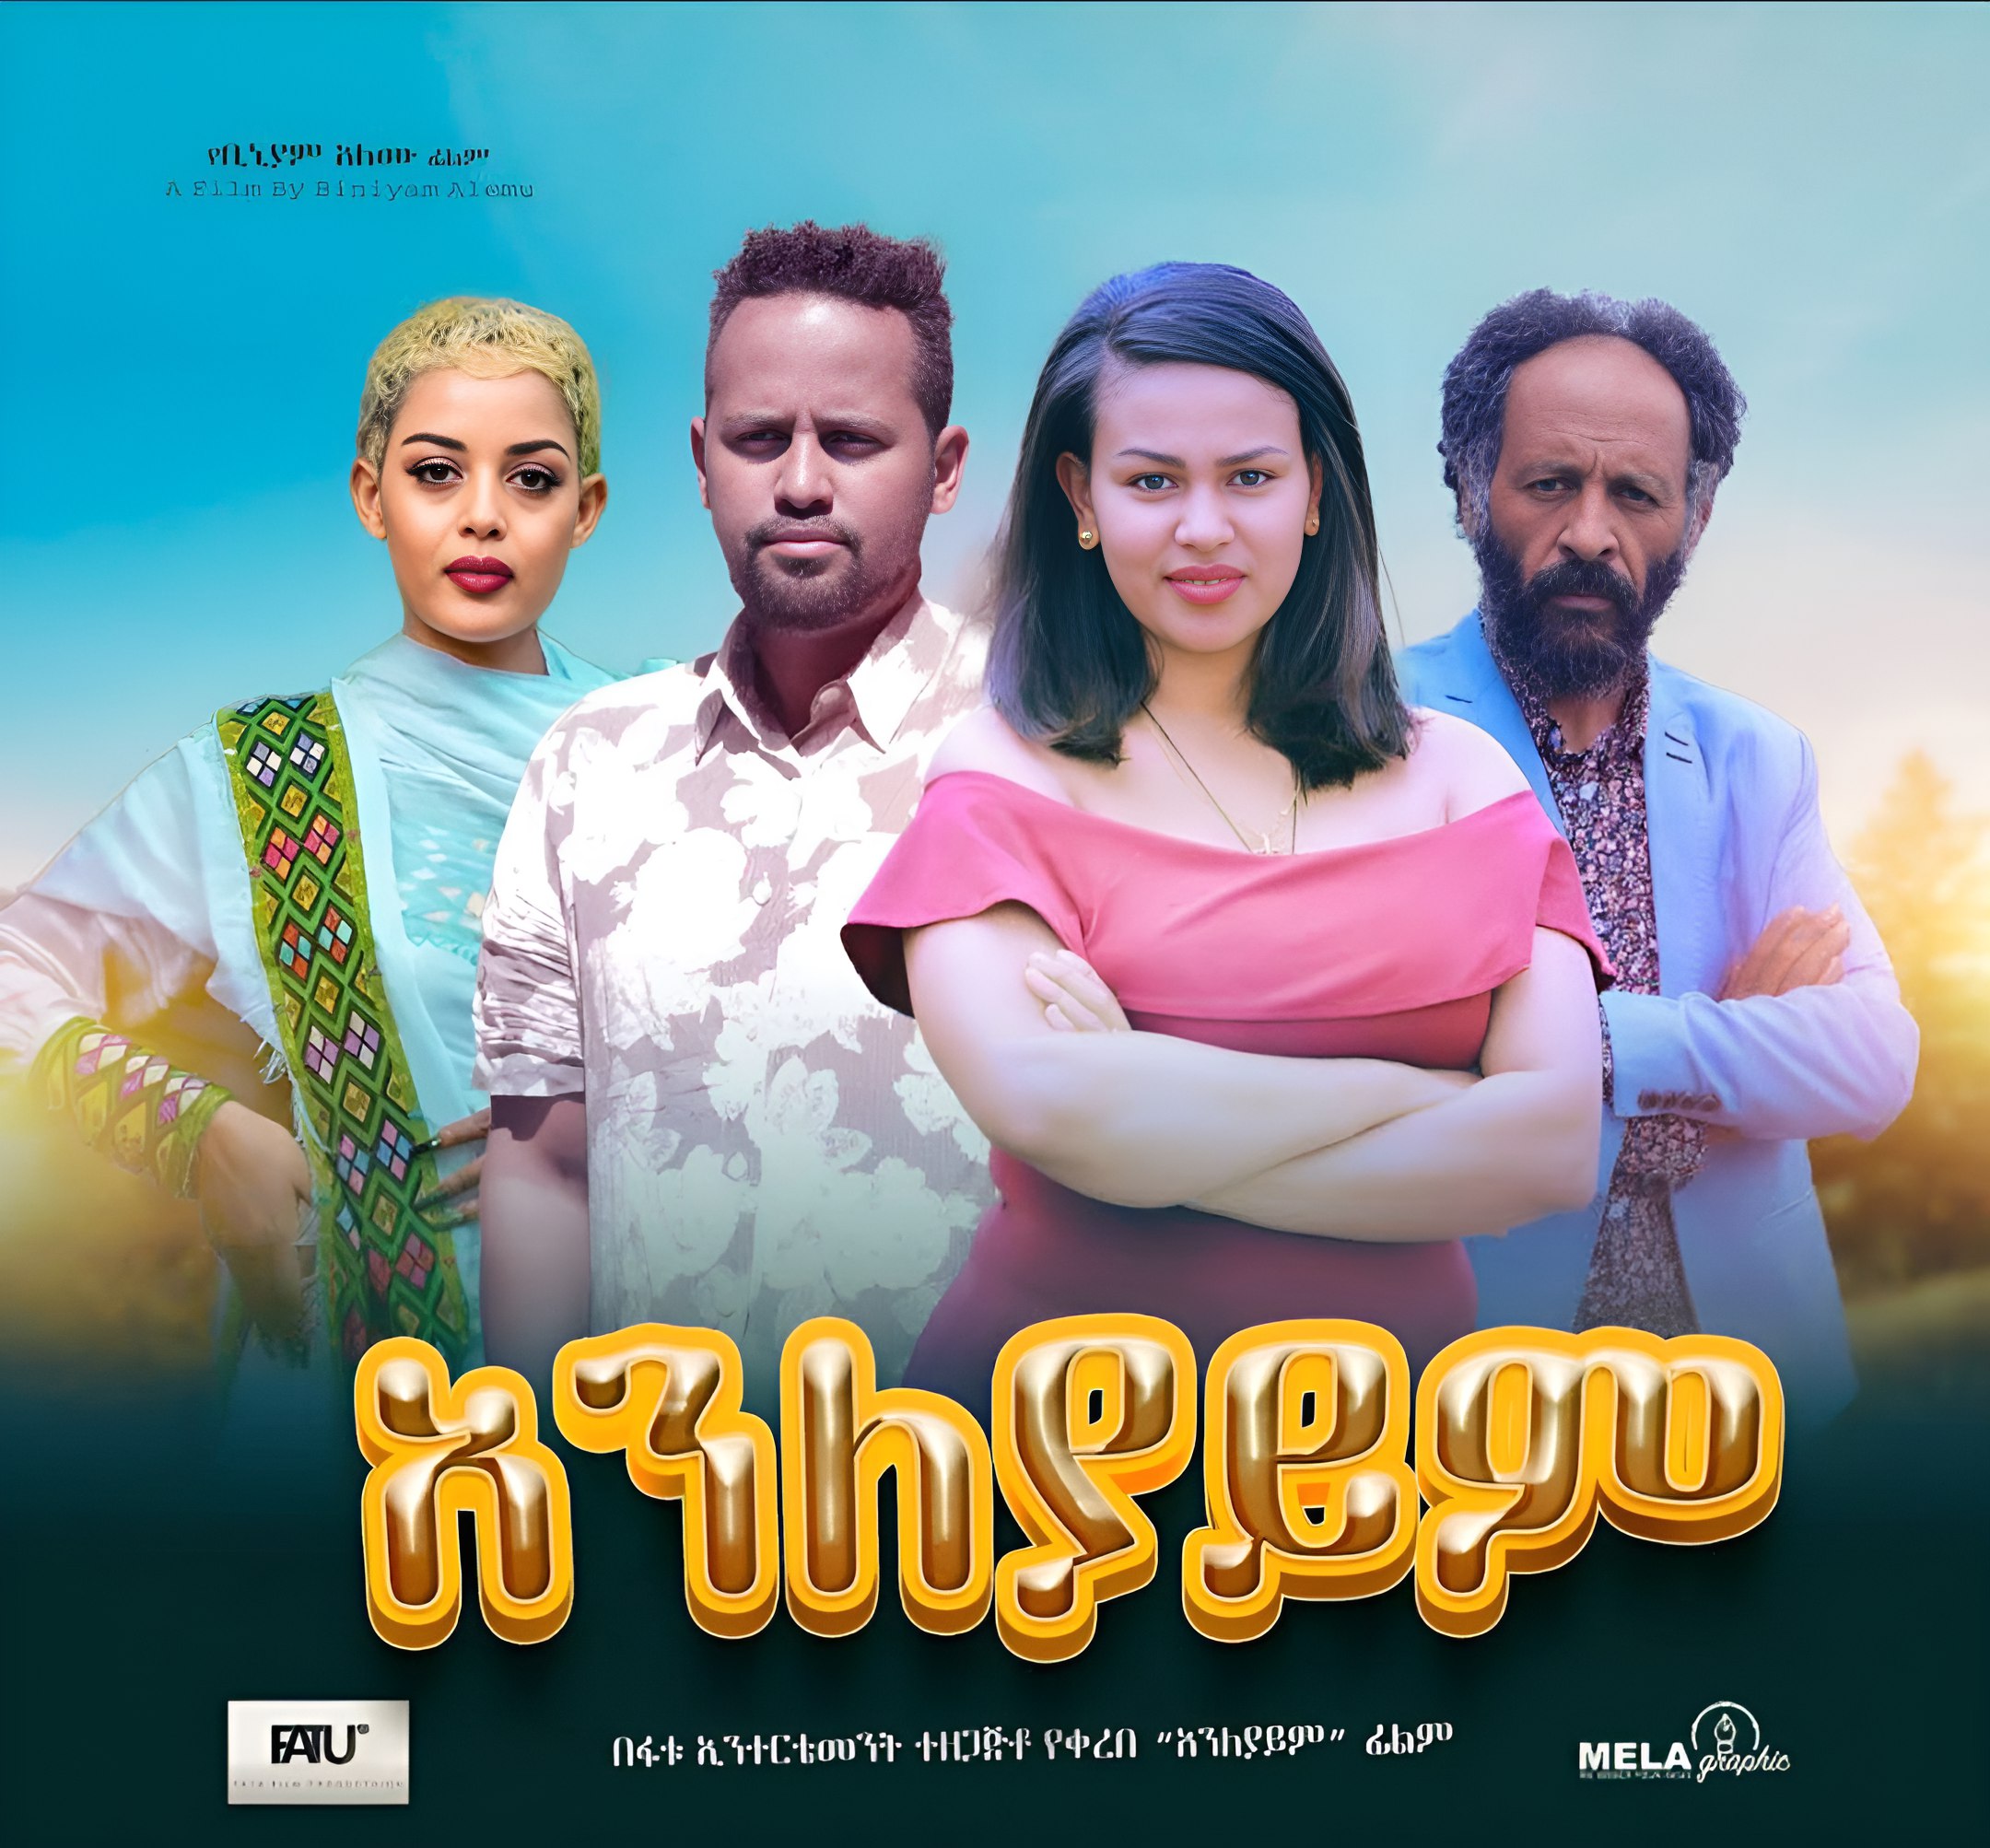 የቢኒያም አለሙ ፊልም
A Film By Biniyam Alemu
አንለያይም
FATU
በፋቱ ኢንተርቴመንት ተዘጋጅቶ የቀረበ "አንለያይም" ፊልም
MELA graphic